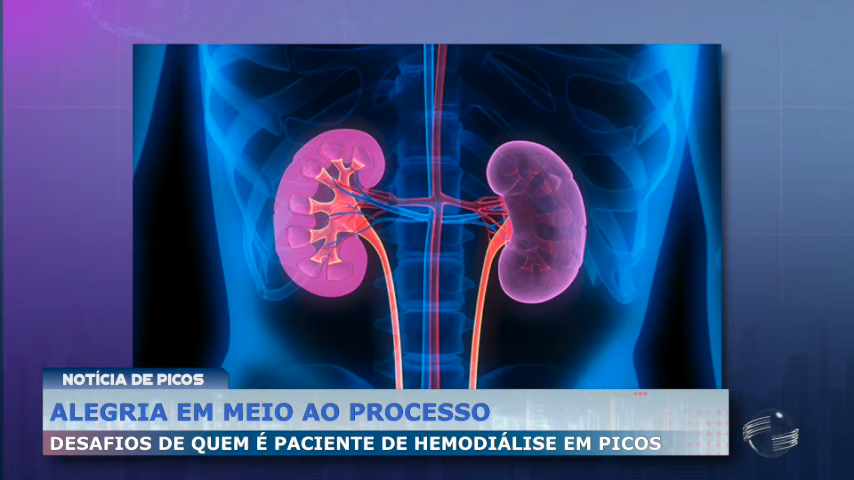 NOTÍCIA DE PICOS
ALEGRIA EM MEIO AO PROCESSO
DESAFIOS DE QUEM É PACIENTE DE HEMODIÁLISE EM PICOS